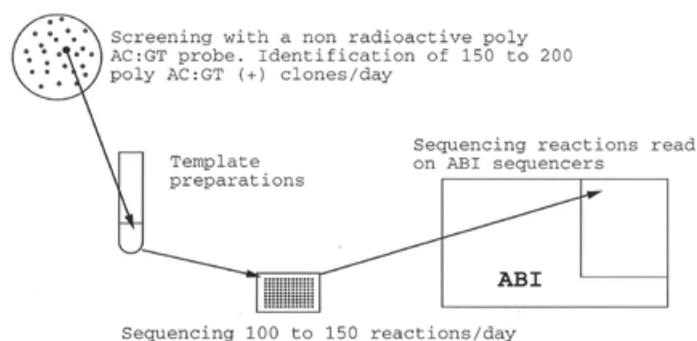 Screening with a non radioactive poly
AC:GT probe. Identification of 150 to 200
poly AC:GT (+) clones/day
Sequencing reactions read
on ABI sequencers
Template
preparations
ABI
Sequencing 100 to 150 reactions/day